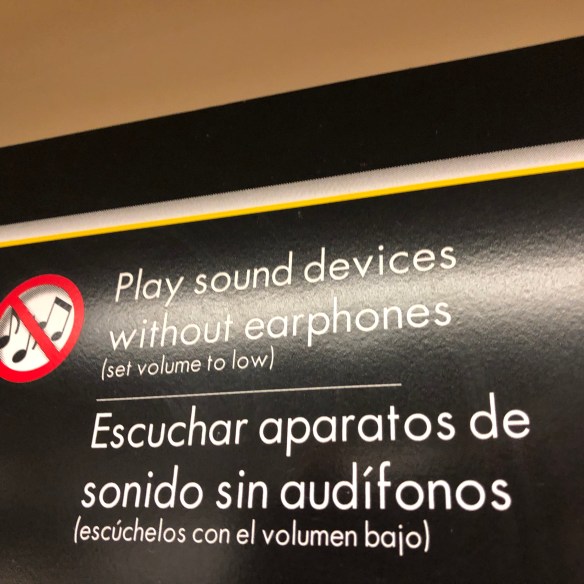 Play sound devices
without earphones
(set volume to low)
Escuchar aparatos de
sonido sin audífonos
(escúchelos con el volumen bajo)